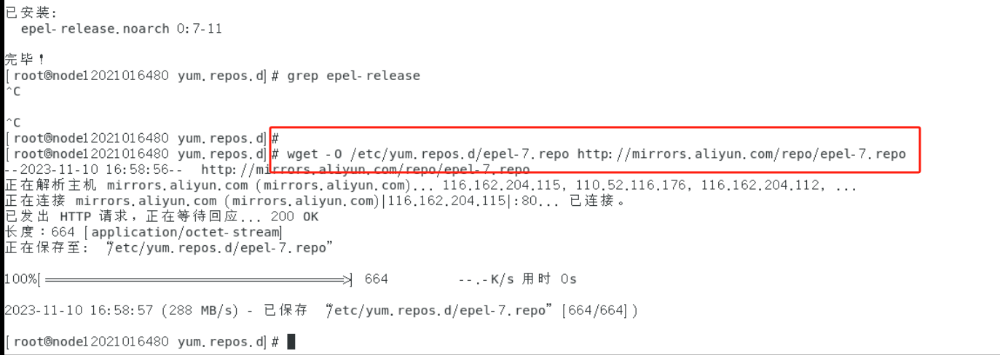 已安装:
epel-release.noarch 0:7-11
完毕！
[root@node12021016480 yum.repos.d]# grep epel-release
^C
^C
[root@node12021016480 yum.repos.d]#
[root@node12021016480 yum.repos.d]# wget -O /etc/yum.repos.d/epel-7.repo http://mirrors.aliyun.com/repo/epel-7.repo
--2023-11-10 16:58:56-- http://mirrors.aliyun.com/repo/epel-7.repo
正在解析主机 mirrors.aliyun.com (mirrors.aliyun.com)... 116.162.204.115, 110.52.116.176, 116.162.204.112, ...
正在连接 mirrors.aliyun.com (mirrors.aliyun.com)|116.162.204.115|:80... 已连接。
已发出 HTTP 请求，正在等待回应... 200 OK
长度：664 [application/octet-stream]
正在保存至: “/etc/yum.repos.d/epel-7.repo”
100%[======================================>] 664 --.-K/s 用时 0s
2023-11-10 16:58:57 (288 MB/s) - 已保存 “/etc/yum.repos.d/epel-7.repo” [664/664])
[root@node12021016480 yum.repos.d]#